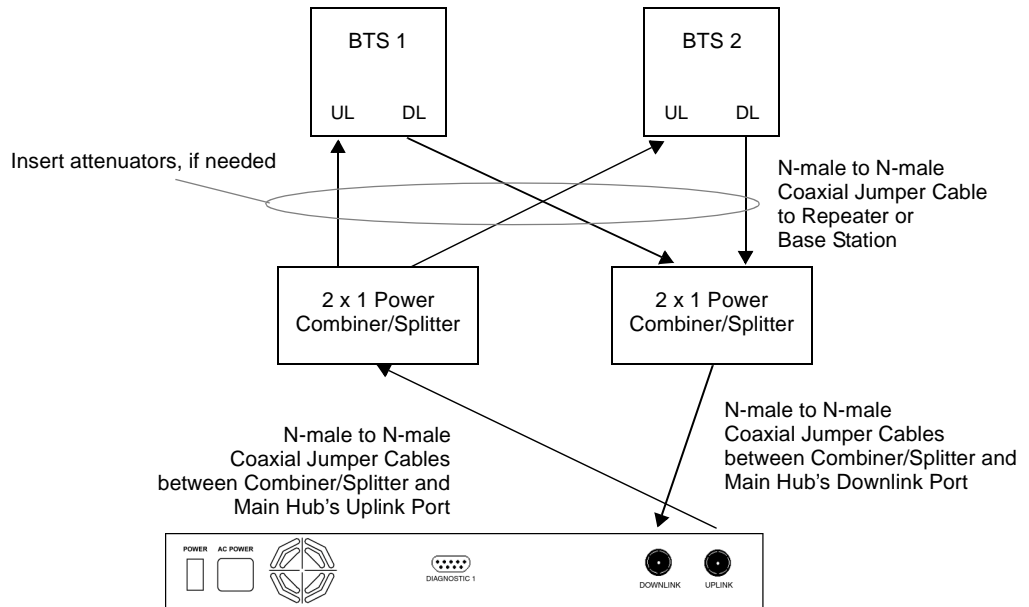 BTS 1
BTS 2
UL
DL
UL
DL
Insert attenuators, if needed
N-male to N-male
Coaxial Jumper Cable
to Repeater or
Base Station
2 x 1 Power
Combiner/Splitter
2 x 1 Power
Combiner/Splitter
N-male to N-male
Coaxial Jumper Cables
between Combiner/Splitter and
Main Hub's Uplink Port
N-male to N-male
Coaxial Jumper Cables
between Combiner/Splitter and
Main Hub's Downlink Port
POWER
AC POWER
DIAGNOSTIC 1
DOWNLINK
UPLINK